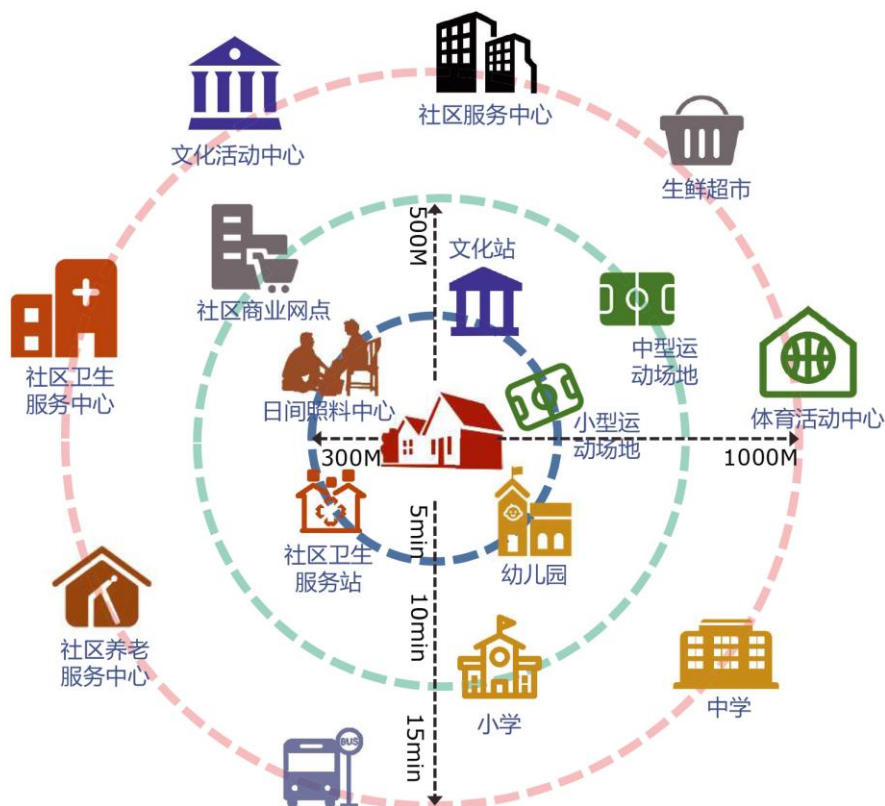 社区服务中心
文化活动中心
生鲜超市
500M
文化站
社区商业网点
中型运
动场地
社区卫生
服务中心
日间照料中心
小型运
动场地
体育活动中心
300M
1000M
5min
社区卫生
服务站
幼儿园
10min
社区养老
服务中心
小学
中学
15min
BUS